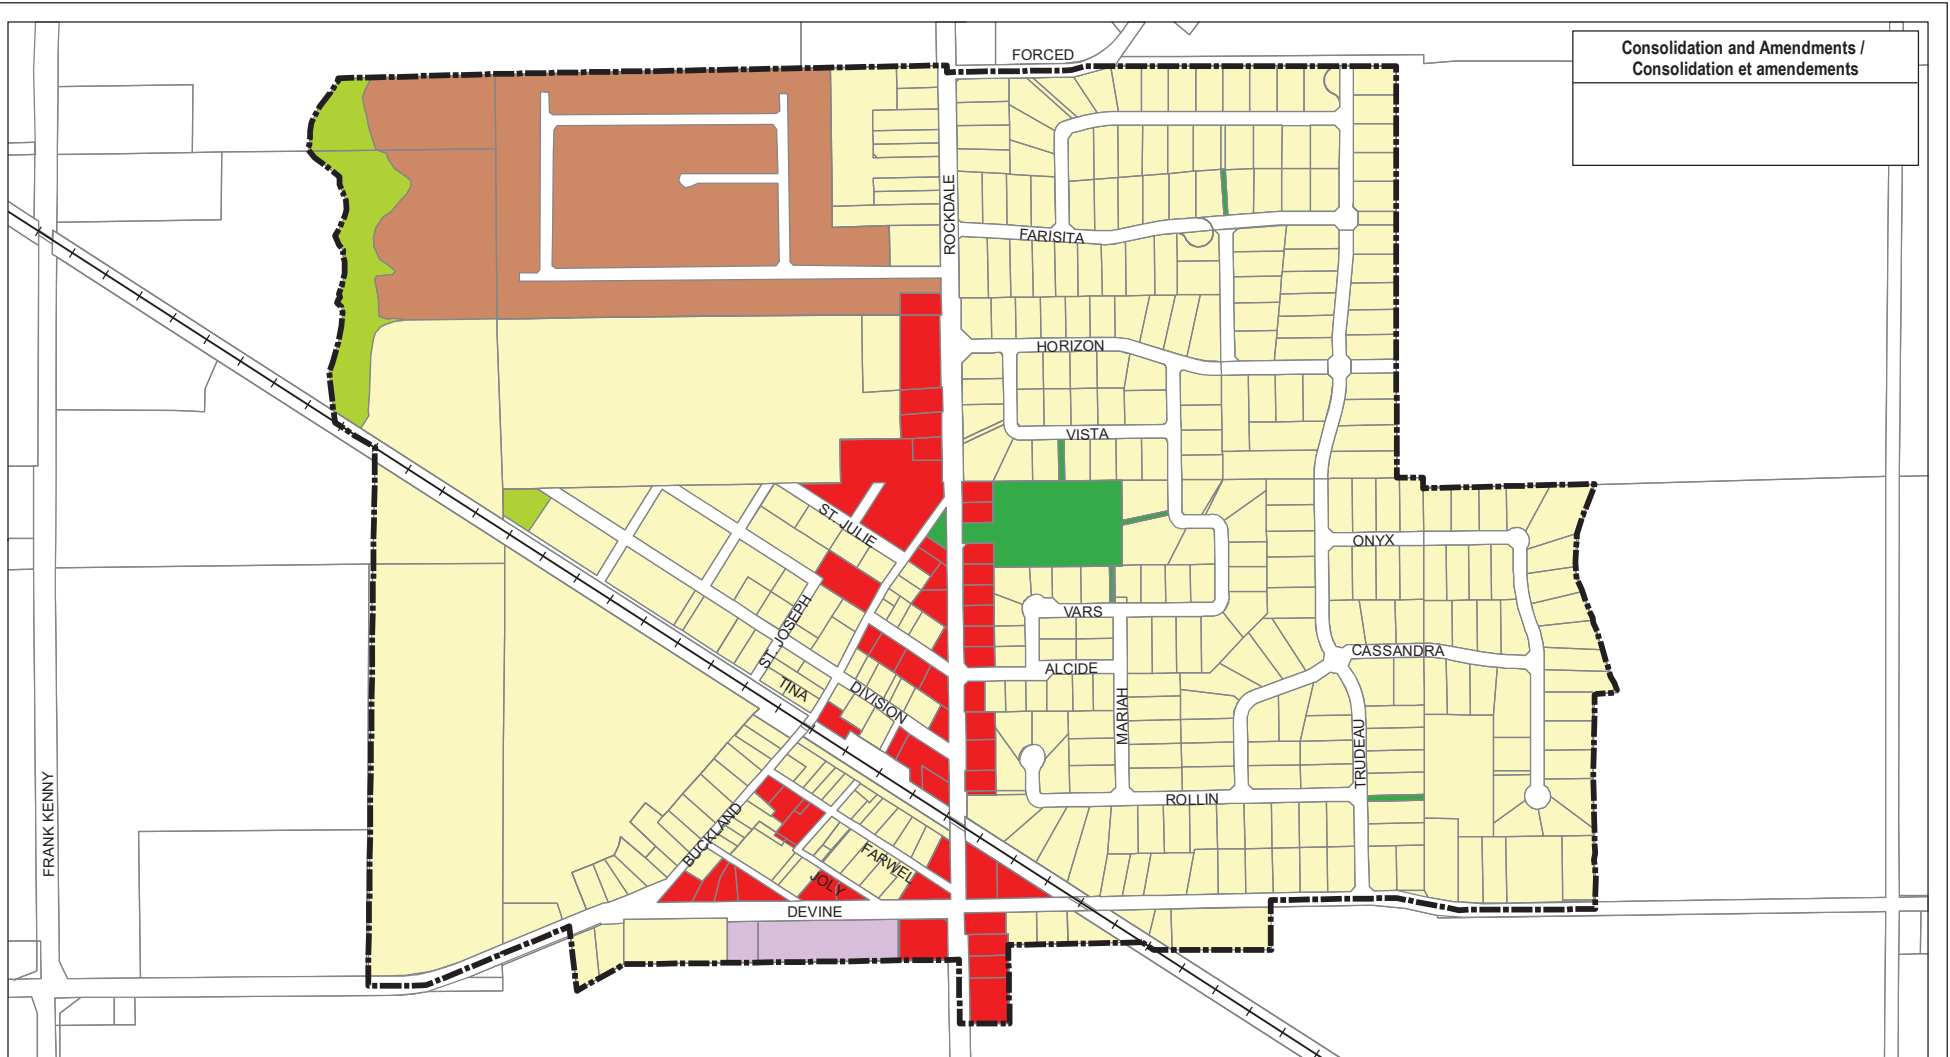 Consolidation and Amendments /
Consolidation et amendements
FORCED
ROCKDALE
FARISITA
HORIZON
VISTA
ST. JULIE
ONYX
ST. JOSEPH
VARS
CASSANDRA
ALCIDE
TINA
DIVISION
MARIAH
TRUDEAU
ROLLIN
FRANK KENNY
BUCKLAND
FARWEL
JOLY
DEVINE